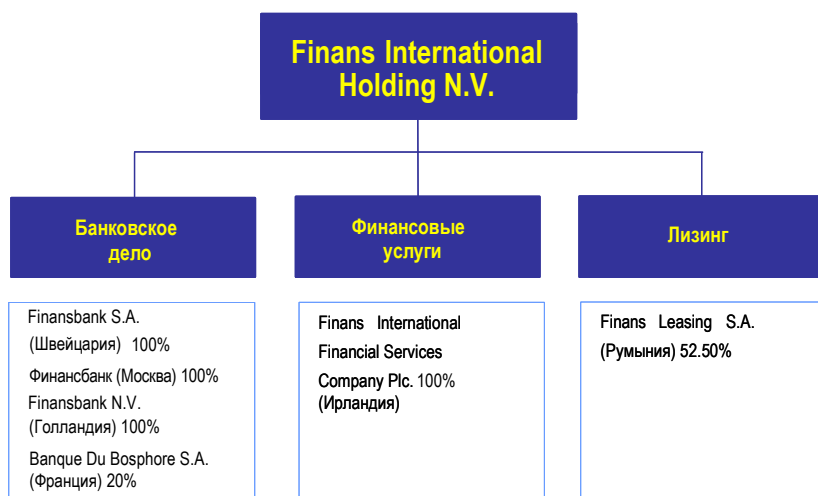 Finans International
Holding N.V.
Банковское
дело
Финансовые
услуги
Лизинг
Finansbank S.A.
(Швейцария) 100%
Финансбанк (Москва) 100%
Finansbank N.V.
(Голландия) 100%
Banque Du Bosphore S.A.
(Франция) 20%
Finans International
Financial Services
Company Plc. 100%
(Ирландия)
Finans Leasing S.A.
(Румыния) 52.50%